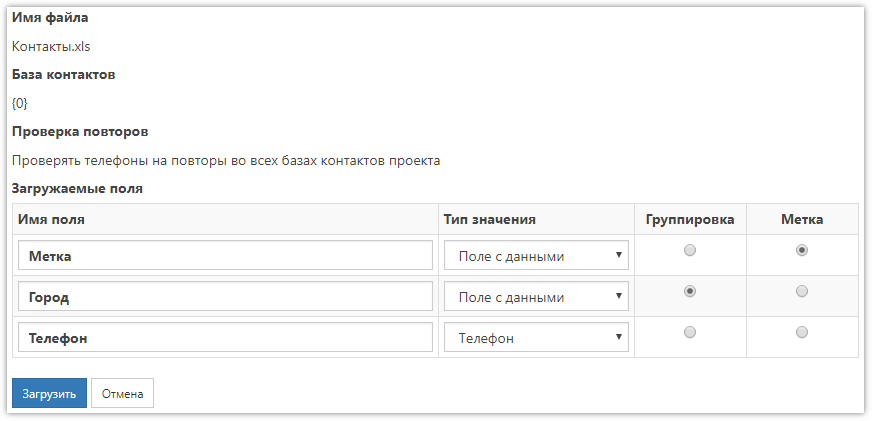 Имя файла
Контакты.xls
База контактов
{0}
Проверка повторов
Проверять телефоны на повторы во всех базах контактов проекта
Загружаемые поля
Имя поля Тип значения Группировка Метка
Метка Поле с данными
Город Поле с данными
Телефон Телефон
Загрузить Отмена